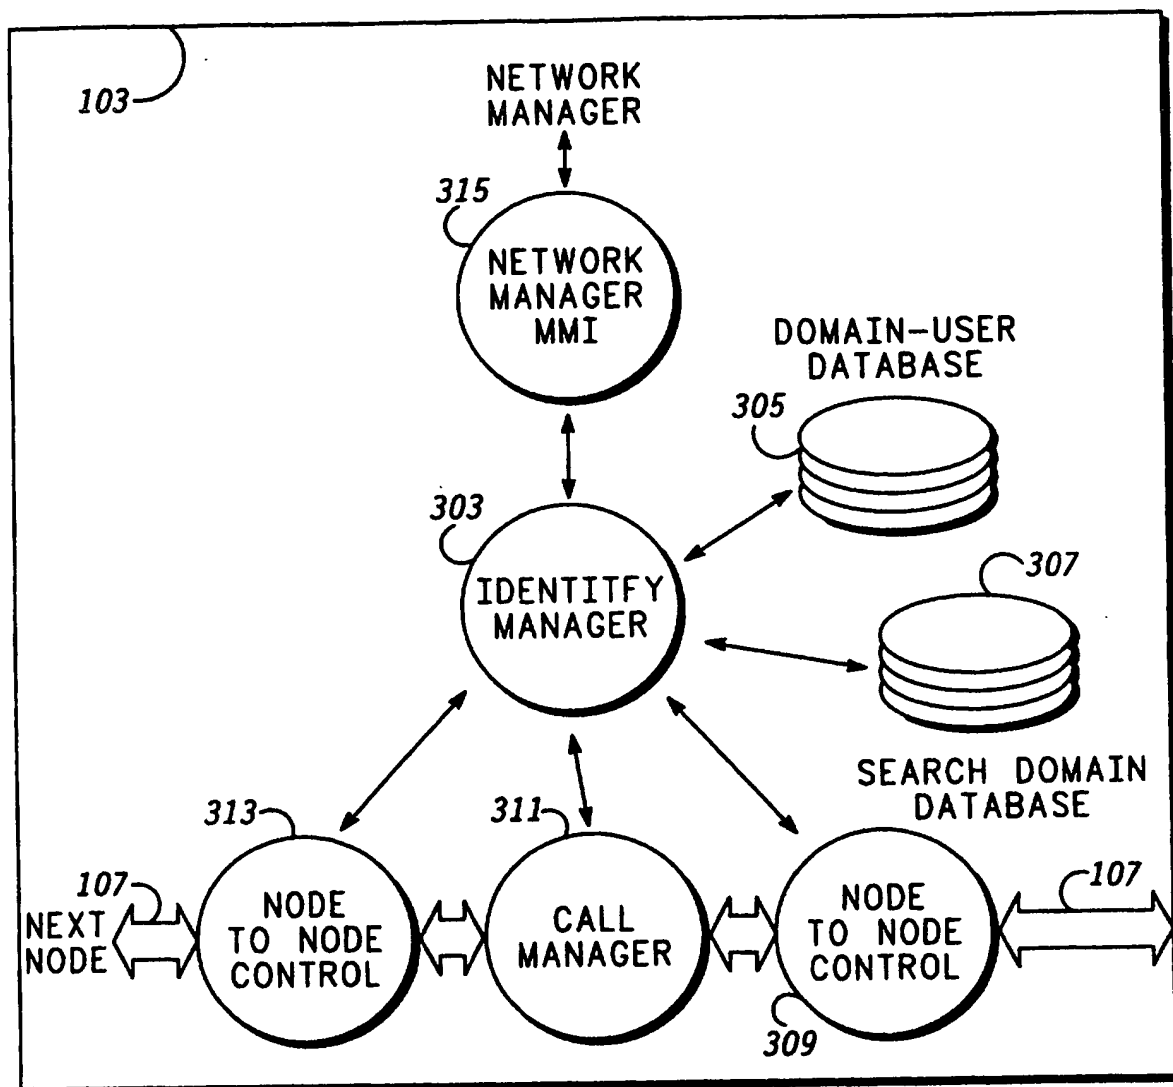 103
NETWORK
MANAGER
315
NETWORK
MANAGER
MMI
DOMAIN-USER
DATABASE
305
303
IDENTITFY
MANAGER
307
SEARCH DOMAIN
DATABASE
313
311
107
107
NEXT
NODE
NODE
TO NODE
CONTROL
CALL
MANAGER
NODE
TO NODE
CONTROL
309